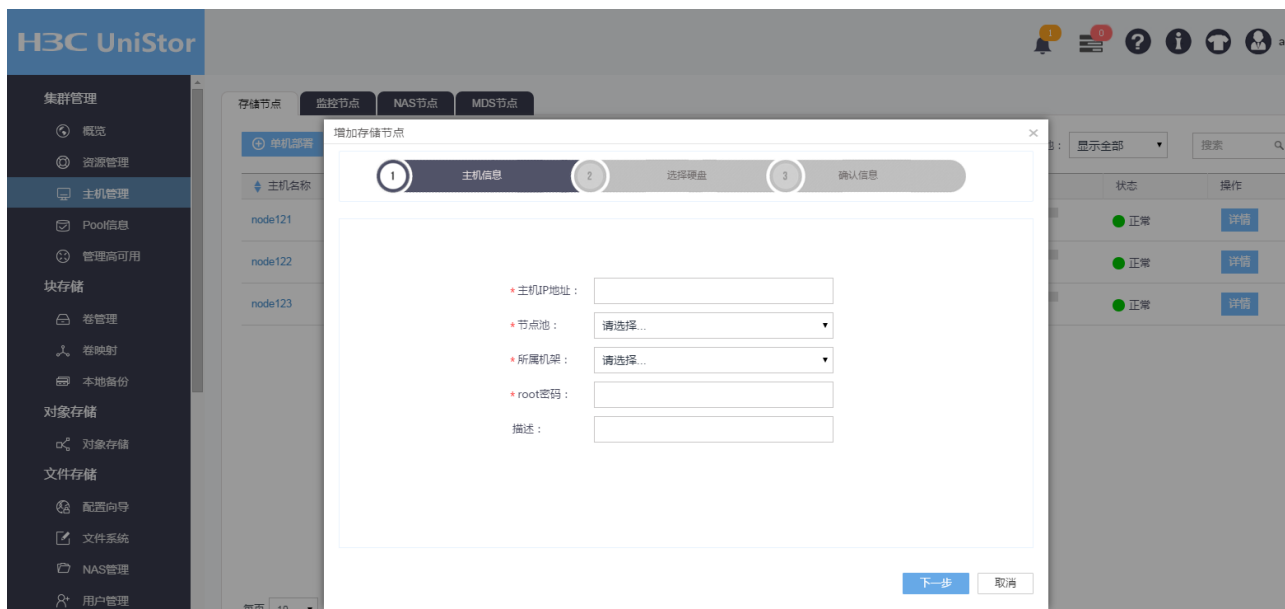 H3C UniStor
1
0
集群管理
概览
资源管理
主机管理
Pool信息
管理高可用
块存储
卷管理
卷映射
本地备份
对象存储
对象存储
文件存储
配置向导
文件系统
NAS管理
用户管理
存储节点 监控节点 NAS节点 MDS节点
单机部署
显示全部
搜索
主机名称
状态
操作
node121
正常
详情
node122
正常
详情
node123
正常
详情
增加存储节点
1 主机信息 2 选择硬盘 3 确认信息
*主机IP地址：
*节点池： 请选择...
*所属机架： 请选择...
*root密码：
描述：
下一步 取消